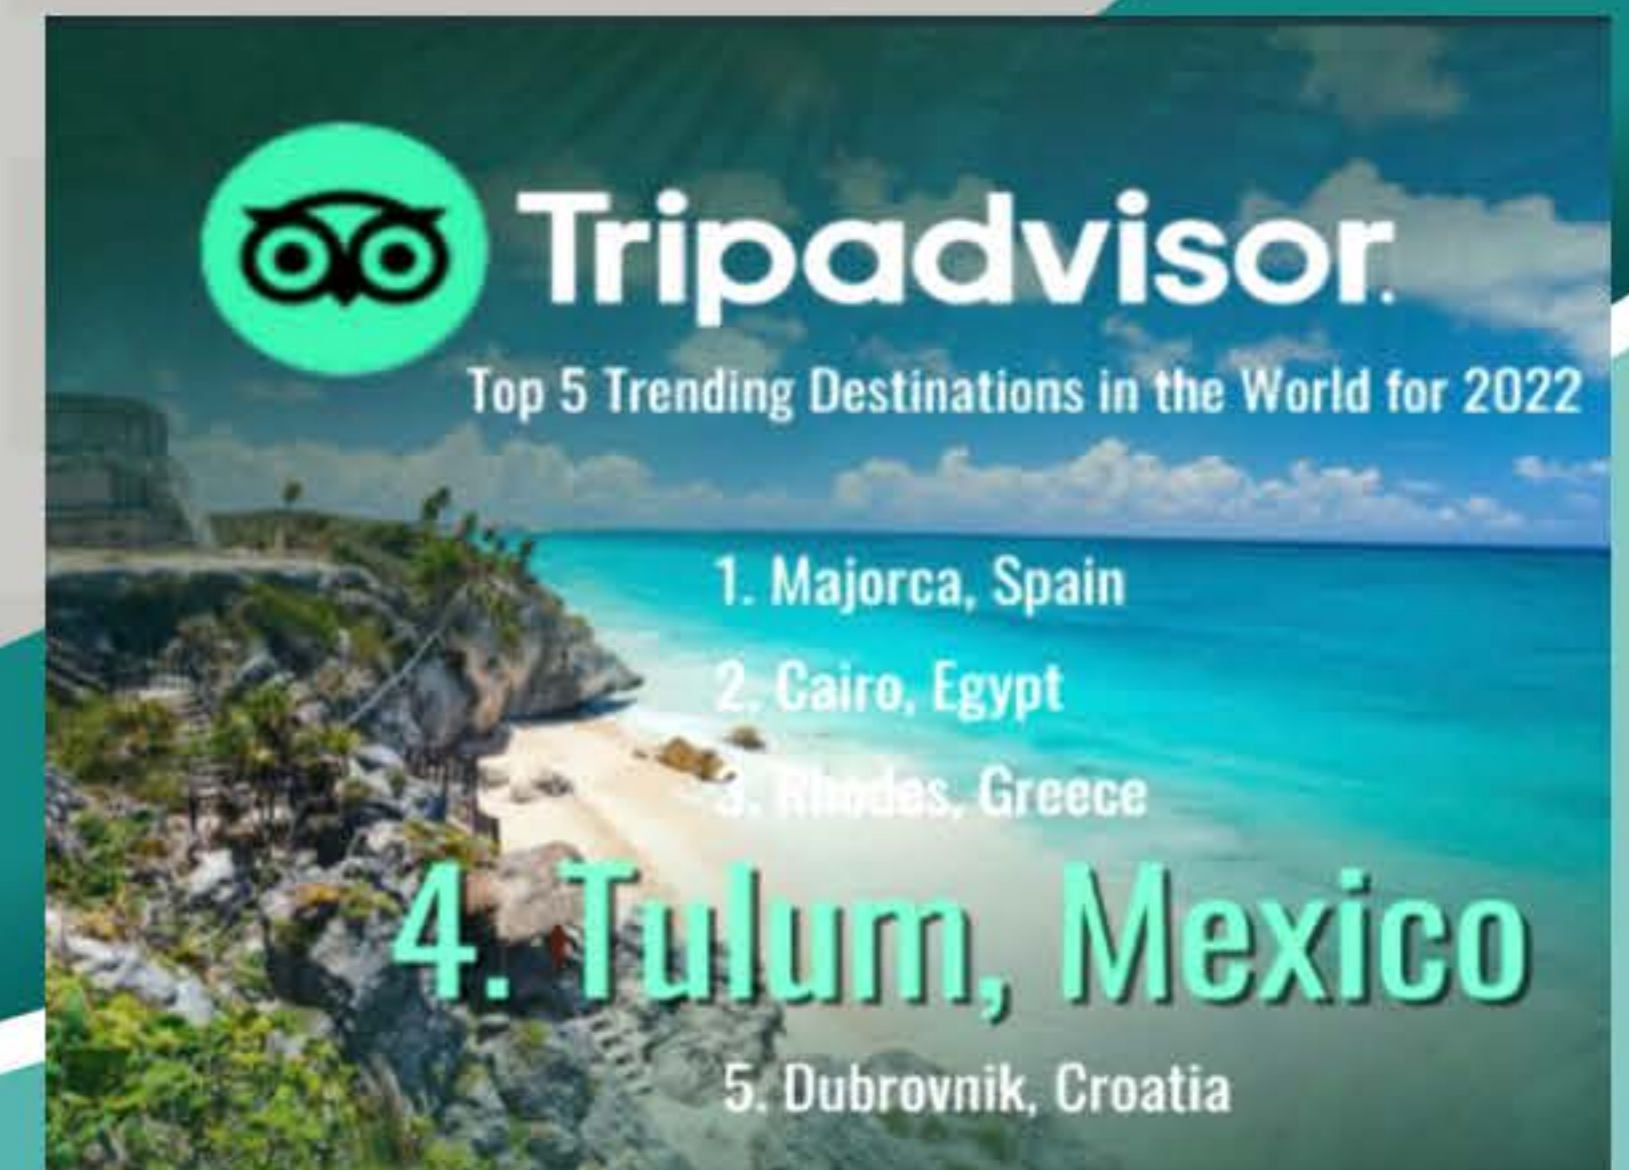 Tripadvisor.
Top 5 Trending Destinations in the World for 2022
1. Majorca, Spain
2. Cairo, Egypt
3. Rhodes, Greece
4. Tulum, Mexico
5. Dubrovnik, Croatia